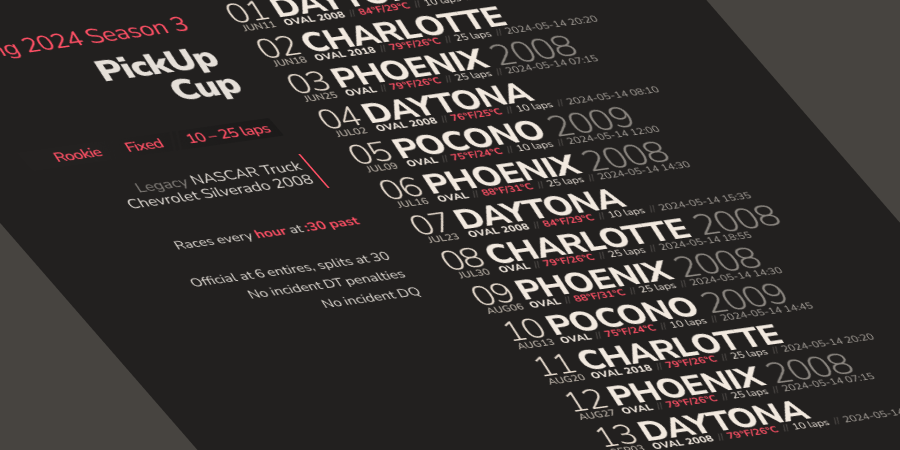 ng 2024 Season 3
PickUp
Cup
Rookie Fixed 10–25 laps
Legacy NASCAR Truck
Chevrolet Silverado 2008
Races every hour at :30 past
Official at 6 entires, splits at 30
No incident DT penalties
No incident DQ
01
JUN11 OVAL 2008 // 84°F/29°C // 10 laps
02 CHARLOTTE
JUN18 OVAL 2018 // 79°F/26°C // 25 laps // 2024-05-14 20:20
03 PHOENIX 2008
JUN25 OVAL // 79°F/26°C // 25 laps // 2024-05-14 07:15
04 DAYTONA
JUL02 OVAL 2008 // 76°F/25°C // 10 laps // 2024-05-14 08:10
05 POCONO 2009
JUL09 OVAL // 75°F/24°C // 10 laps // 2024-05-14 12:00
06 PHOENIX 2008
JUL16 OVAL // 88°F/31°C // 25 laps // 2024-05-14 14:30
07 DAYTONA
JUL23 OVAL 2008 // 84°F/29°C // 10 laps // 2024-05-14 15:35
08 CHARLOTTE 2008
JUL30 OVAL // 79°F/26°C // 25 laps // 2024-05-14 18:55
09 PHOENIX 2008
AUG06 OVAL // 88°F/31°C // 25 laps // 2024-05-14 14:30
10 POCONO 2009
AUG13 OVAL // 75°F/24°C // 10 laps // 2024-05-14 14:45
11 CHARLOTTE
AUG20 OVAL 2018 // 79°F/26°C // 25 laps // 2024-05-14 20:20
12 PHOENIX 2008
AUG27 OVAL // 79°F/26°C // 25 laps // 2024-05-14 07:15
13 DAYTONA
OVAL 2008 // 79°F/26°C // 10 laps // 2024-05-14